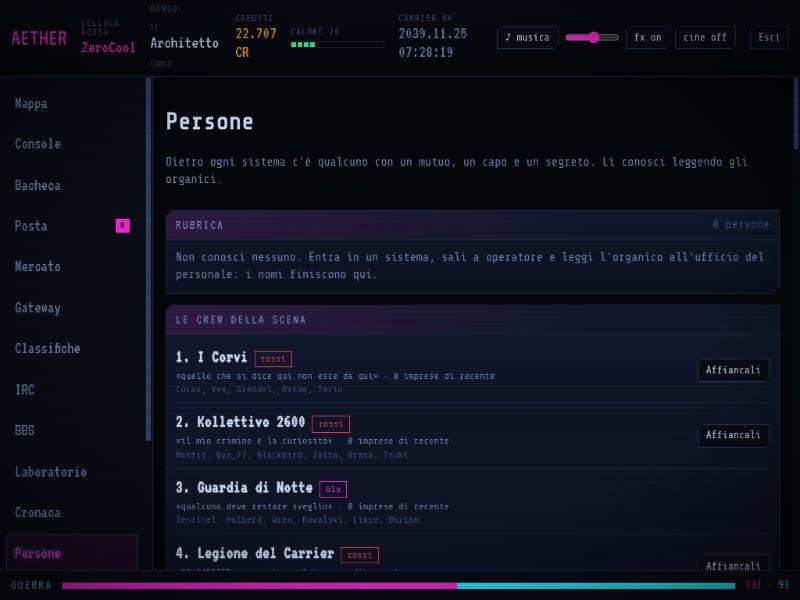 AETHER
CELLULA ROSSA
ZeroCool
RANGO 11
Architetto
[coc]
CREDITI
22.707 CR
CALORE 26
CARRIER OK
2039.11.25
07:28:19
♪ musica
fx on
cine off
Esci
Mappa
Console
Bacheca
Posta 8
Mercato
Gateway
Classifiche
IRC
BBS
Laboratorio
Cronaca
Persone
Persone
Dietro ogni sistema c'è qualcuno con un mutuo, un capo e un segreto. Li conosci leggendo gli
organici.
RUBRICA 0 persone
Non conosci nessuno. Entra in un sistema, sali a operatore e leggi l'organico all'ufficio del
personale: i nomi finiscono qui.
LE CREW DELLA SCENA
1. I Corvi rossi
«quello che si dice qui non esce da qui» · 0 imprese di recente
Corax, Vex, Grendel, Oxide, Tarlo
Affiancali
2. Kollettivo 2600 rossi
«il mio crimine è la curiosità» · 0 imprese di recente
Mantis, Nyx_77, Blackbird, Zaira, Brasa, Tsuki
Affiancali
3. Guardia di Notte blu
«qualcuno deve restare sveglio» · 0 imprese di recente
Sentinel, Halberd, Wren, Kowalski, Lince, Dorian
4. Legione del Carrier rossi
Affiancali
GUERRA 132 · 93